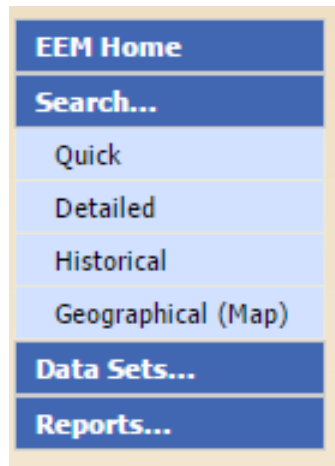 EEM Home
Search...
Quick
Detailed
Historical
Geographical (Map)
Data Sets...
Reports...